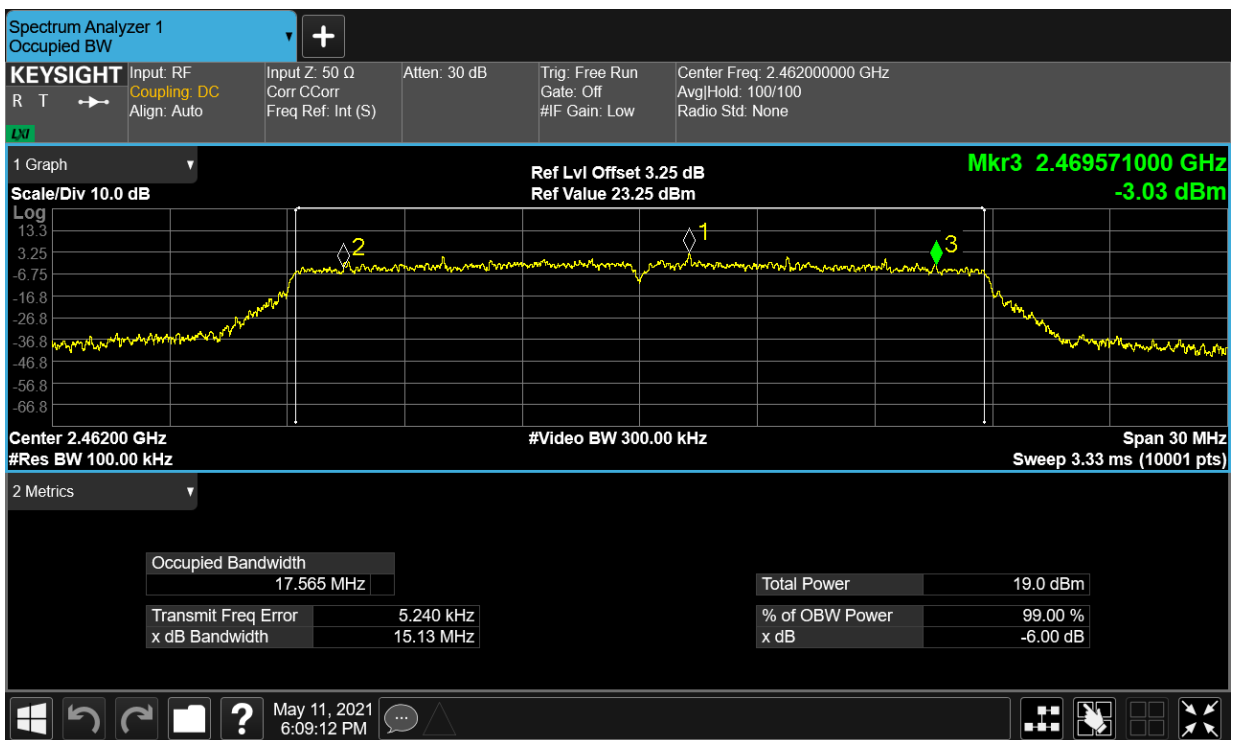 Spectrum Analyzer 1
Occupied BW
▼
+
KEYSIGHT
R T
LXI
Input: RF
Coupling: DC
Align: Auto
Input Z: 50 Ω
Corr CCorr
Freq Ref: Int (S)
Atten: 30 dB
Trig: Free Run
Gate: Off
#IF Gain: Low
Center Freq: 2.462000000 GHz
Avg|Hold: 100/100
Radio Std: None
1 Graph ▼
Scale/Div 10.0 dB
Ref Lvl Offset 3.25 dB
Ref Value 23.25 dBm
Mkr3 2.469571000 GHz
-3.03 dBm
Log
13.3
3.25
-6.75
-16.8
-26.8
-36.8
-46.8
-56.8
-66.8
2
1
3
Center 2.46200 GHz
#Res BW 100.00 kHz
#Video BW 300.00 kHz
Span 30 MHz
Sweep 3.33 ms (10001 pts)
2 Metrics ▼
Occupied Bandwidth
17.565 MHz
Transmit Freq Error 5.240 kHz
x dB Bandwidth 15.13 MHz
Total Power 19.0 dBm
% of OBW Power 99.00 %
x dB -6.00 dB
?
May 11, 2021
6:09:12 PM